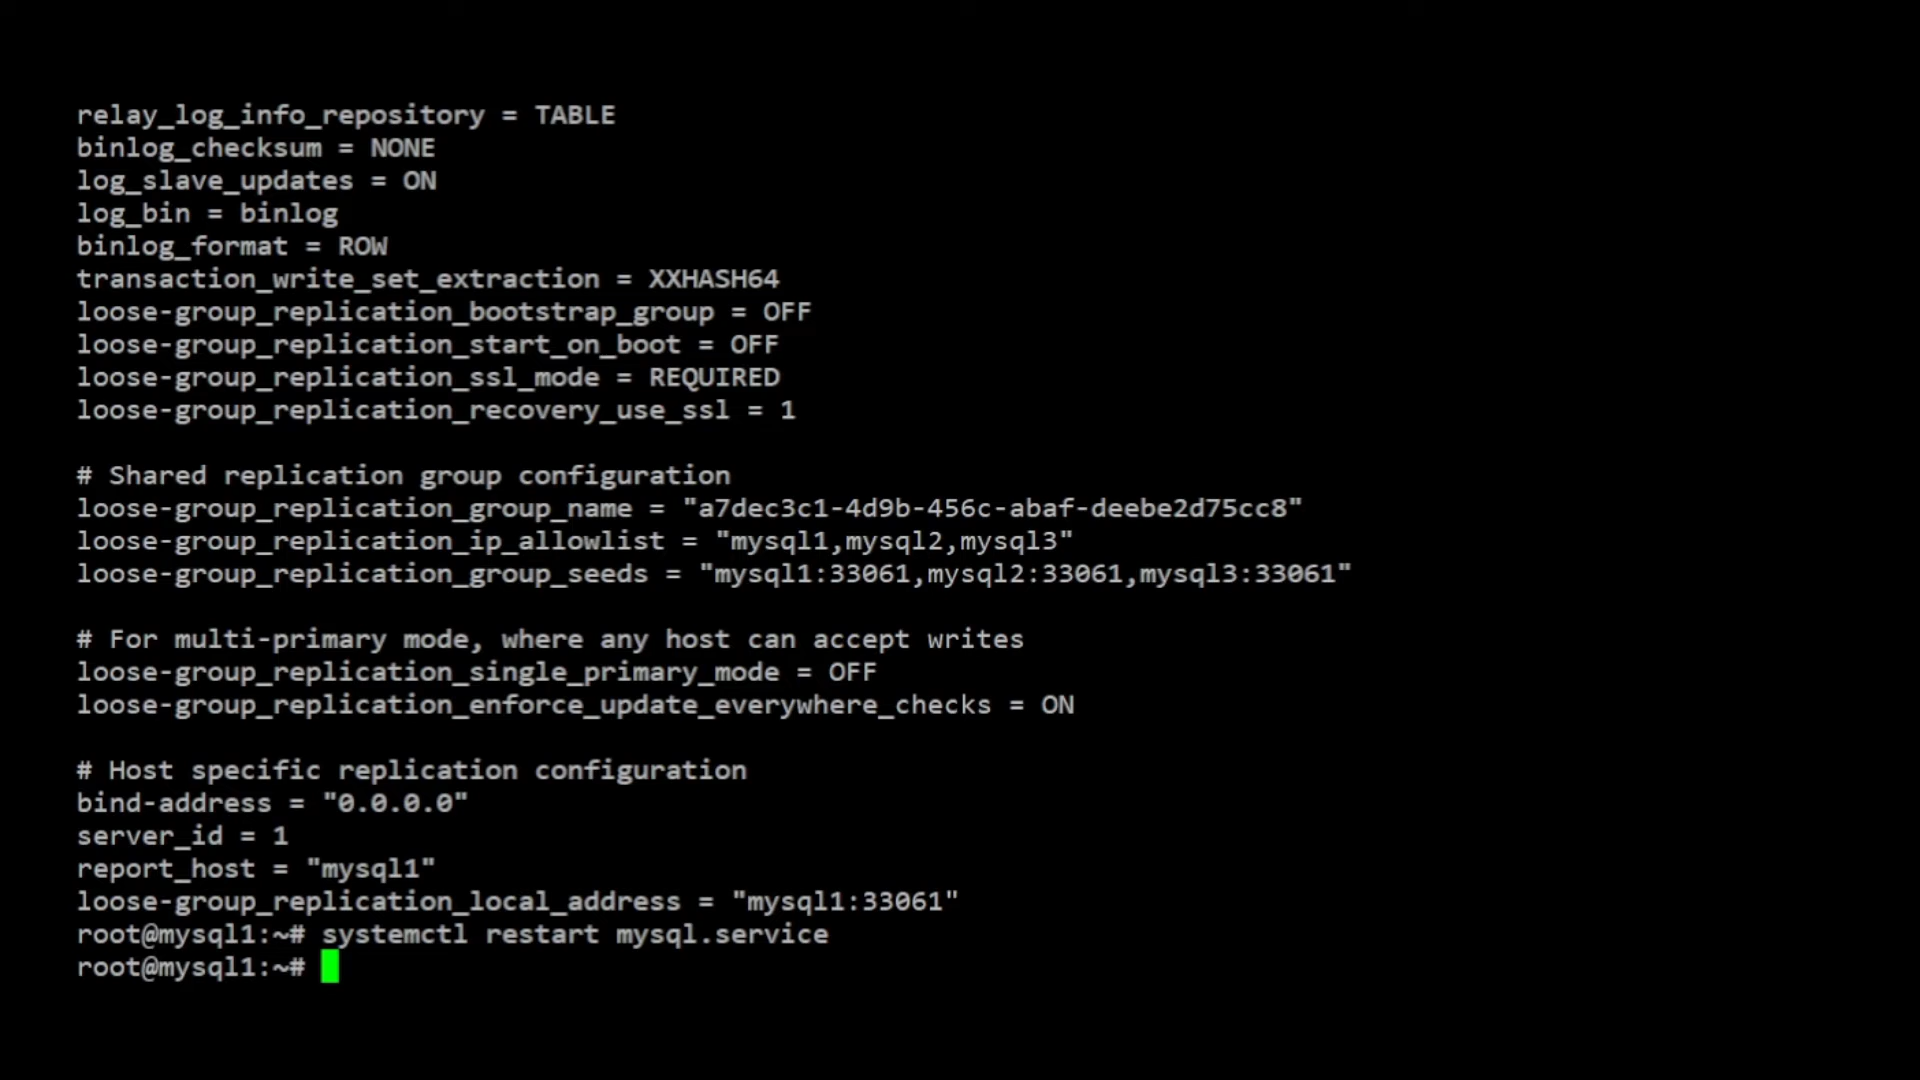 relay_log_info_repository = TABLE
binlog_checksum = NONE
log_slave_updates = ON
log_bin = binlog
binlog_format = ROW
transaction_write_set_extraction = XXHASH64
loose-group_replication_bootstrap_group = OFF
loose-group_replication_start_on_boot = OFF
loose-group_replication_ssl_mode = REQUIRED
loose-group_replication_recovery_use_ssl = 1
# Shared replication group configuration
loose-group_replication_group_name = "a7dec3c1-4d9b-456c-abaf-deebe2d75cc8"
loose-group_replication_ip_allowlist = "mysql1,mysql2,mysql3"
loose-group_replication_group_seeds = "mysql1:33061,mysql2:33061,mysql3:33061"
# For multi-primary mode, where any host can accept writes
loose-group_replication_single_primary_mode = OFF
loose-group_replication_enforce_update_everywhere_checks = ON
# Host specific replication configuration
bind-address = "0.0.0.0"
server_id = 1
report_host = "mysql1"
loose-group_replication_local_address = "mysql1:33061"
root@mysql1:~# systemctl restart mysql.service
root@mysql1:~#